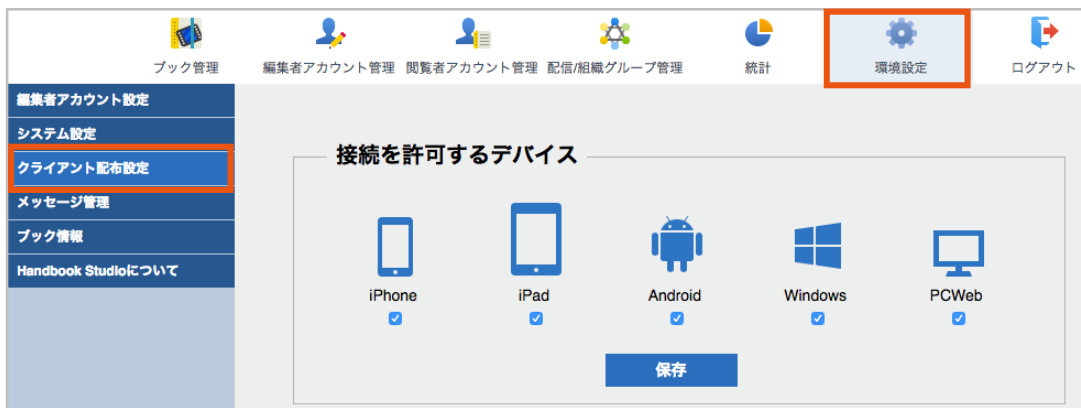 ブック管理
編集者アカウント管理
閲覧者アカウント管理
配信/組織グループ管理
統計
環境設定
ログアウト
編集者アカウント設定
システム設定
クライアント配布設定
メッセージ管理
ブック情報
Handbook Studioについて
接続を許可するデバイス
iPhone
iPad
Android
Windows
PCWeb
保存